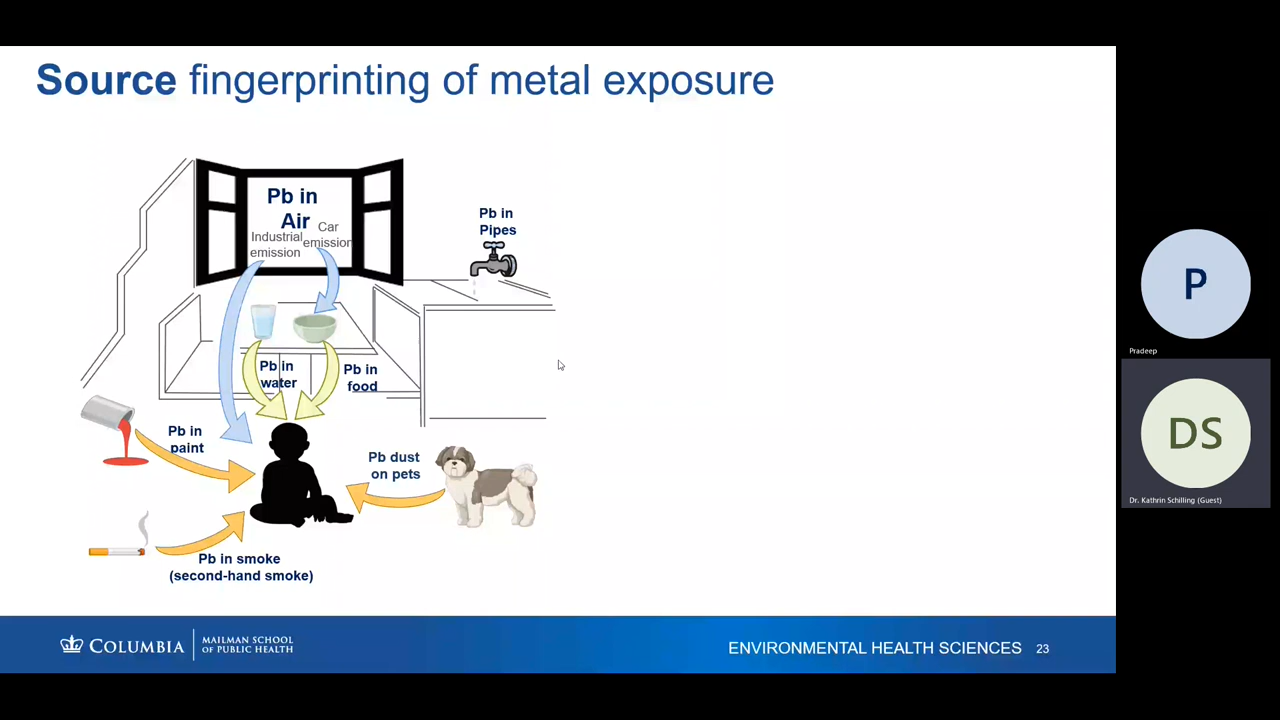 Source fingerprinting of metal exposure
Pb in
Air
Industrial
emission
Car
emission
Pb in
Pipes
Pb in
water
Pb in
food
Pb in
paint
Pb dust
on pets
Pb in smoke
(second-hand smoke)
COLUMBIA
MAILMAN SCHOOL
OF PUBLIC HEALTH
ENVIRONMENTAL HEALTH SCIENCES 23
P
Pradeep
DS
Dr. Kathrin Schilling (Guest)